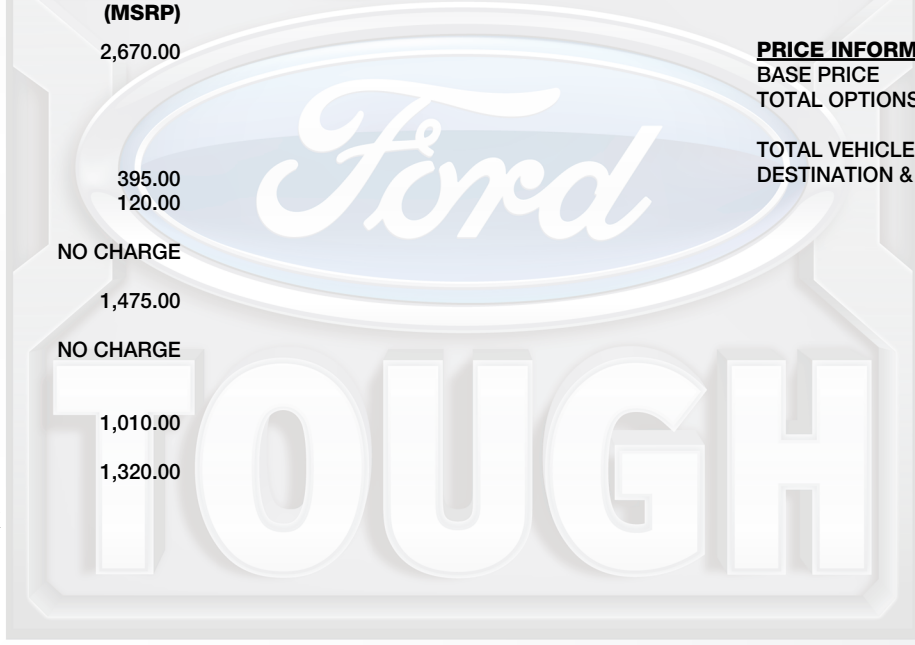 (MSRP)
2,670.00
395.00
120.00
NO CHARGE
1,475.00
NO CHARGE
1,010.00
1,320.00
PRICE INFORM
BASE PRICE
TOTAL OPTIONS
TOTAL VEHICLE
DESTINATION &
Ford
TOUGH